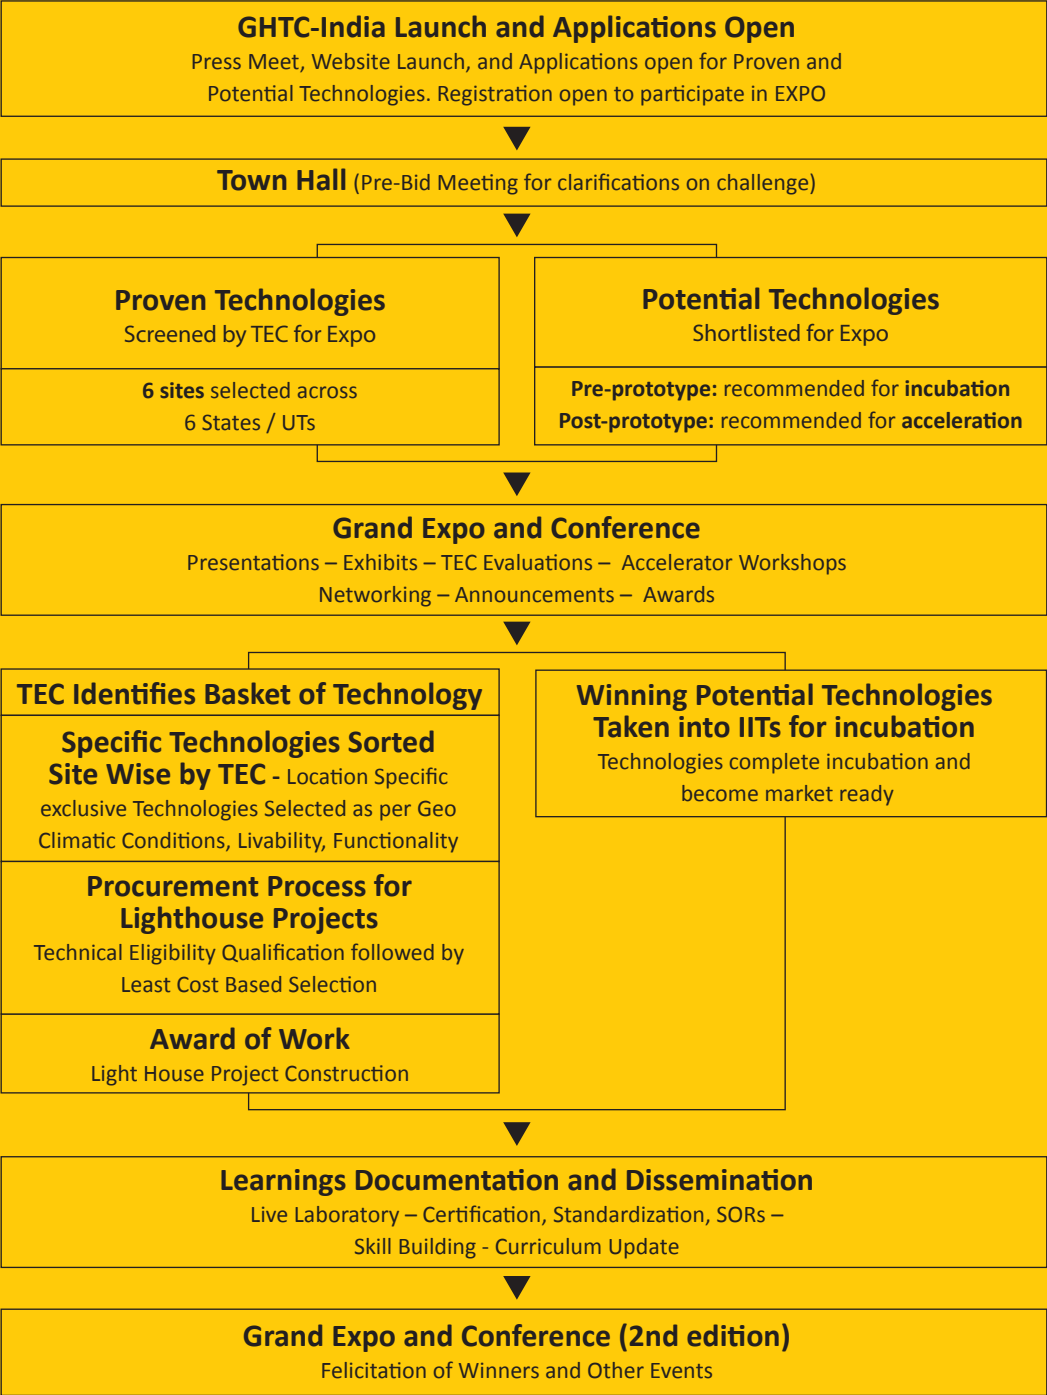 GHTC-India Launch and Applications Open
Press Meet, Website Launch, and Applications open for Proven and
Potential Technologies. Registration open to participate in EXPO
Town Hall (Pre-Bid Meeting for clarifications on challenge)
Proven Technologies
Screened by TEC for Expo
6 sites selected across
6 States / UTs
Potential Technologies
Shortlisted for Expo
Pre-prototype: recommended for incubation
Post-prototype: recommended for acceleration
Grand Expo and Conference
Presentations – Exhibits – TEC Evaluations – Accelerator Workshops
Networking – Announcements – Awards
TEC Identifies Basket of Technology
Specific Technologies Sorted
Site Wise by TEC - Location Specific
exclusive Technologies Selected as per Geo
Climatic Conditions, Livability, Functionality
Procurement Process for
Lighthouse Projects
Technical Eligibility Qualification followed by
Least Cost Based Selection
Award of Work
Light House Project Construction
Winning Potential Technologies
Taken into IITs for incubation
Technologies complete incubation and
become market ready
Learnings Documentation and Dissemination
Live Laboratory – Certification, Standardization, SORs –
Skill Building - Curriculum Update
Grand Expo and Conference (2nd edition)
Felicitation of Winners and Other Events